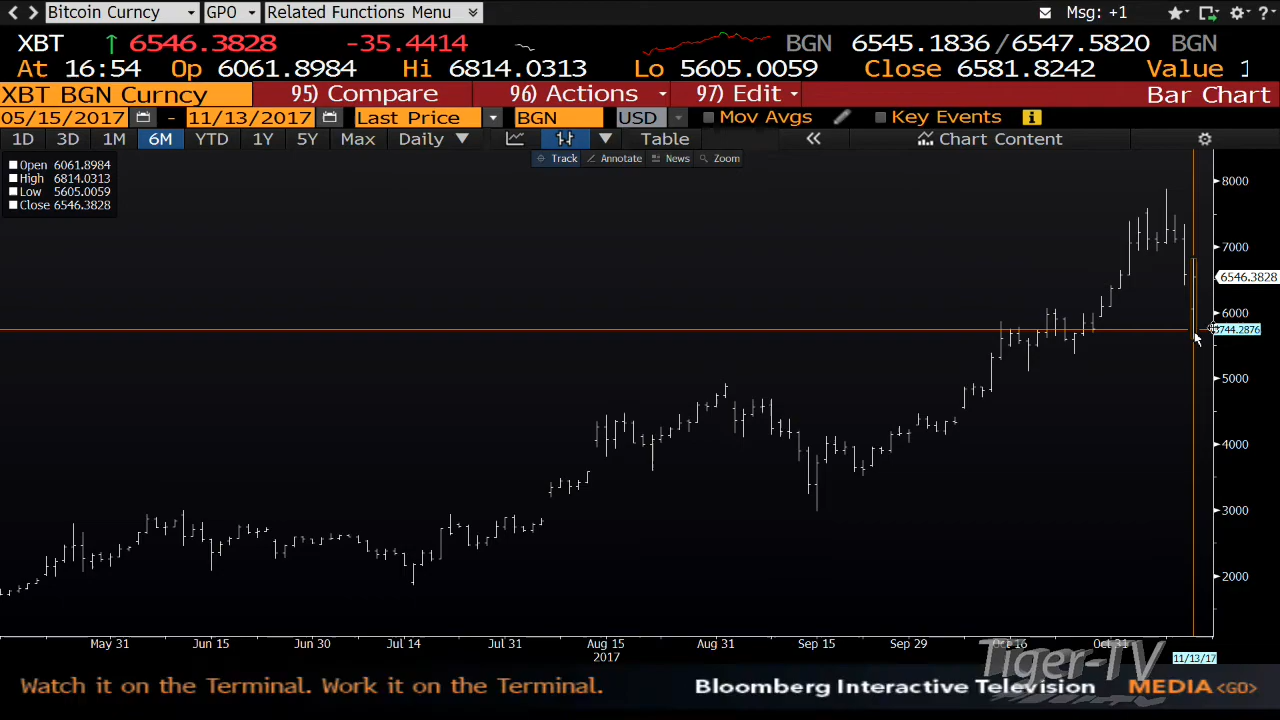 Bitcoin Curncy GPO Related Functions Menu Msg: +1
XBT 6546.3828 -35.4414 BGN 6545.1836/6547.5820 BGN
At 16:54 Op 6061.8984 Hi 6814.0313 Lo 5605.0059 Close 6581.8242 Value 1
XBT BGN Curncy 95) Compare 96) Actions 97) Edit Bar Chart
05/15/2017 - 11/13/2017 Last Price BGN USD Mov Avgs Key Events
1D 3D 1M 6M YTD 1Y 5Y Max Daily Table Chart Content
Track Annotate News Zoom
Open 6061.8984
High 6814.0313
Low 5605.0059
Close 6546.3828
8000
7000
6546.3828
6000
5000
4000
3000
2000
May 31 Jun 15 Jun 30 Jul 14 Jul 31 Aug 15 Aug 31 Sep 15 Sep 29 Oct 16 Oct 31
2017 11/13/17
Tiger-TV
Watch it on the Terminal. Work it on the Terminal. Bloomberg Interactive Television MEDIA <GO>